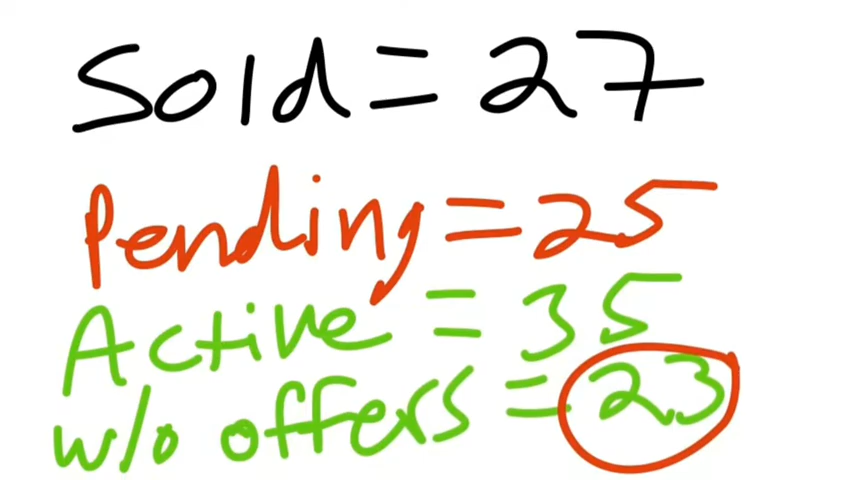 Sold = 27
Pending = 25
Active = 35
w/o offers = 23